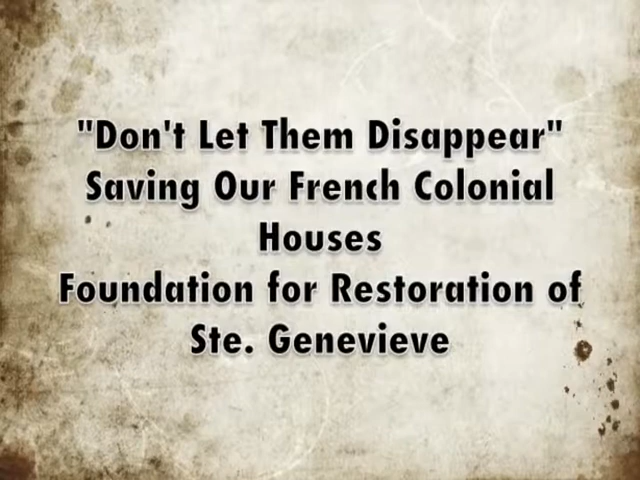 "Don't Let Them Disappear"
Saving Our French Colonial
Houses
Foundation for Restoration of
Ste. Genevieve